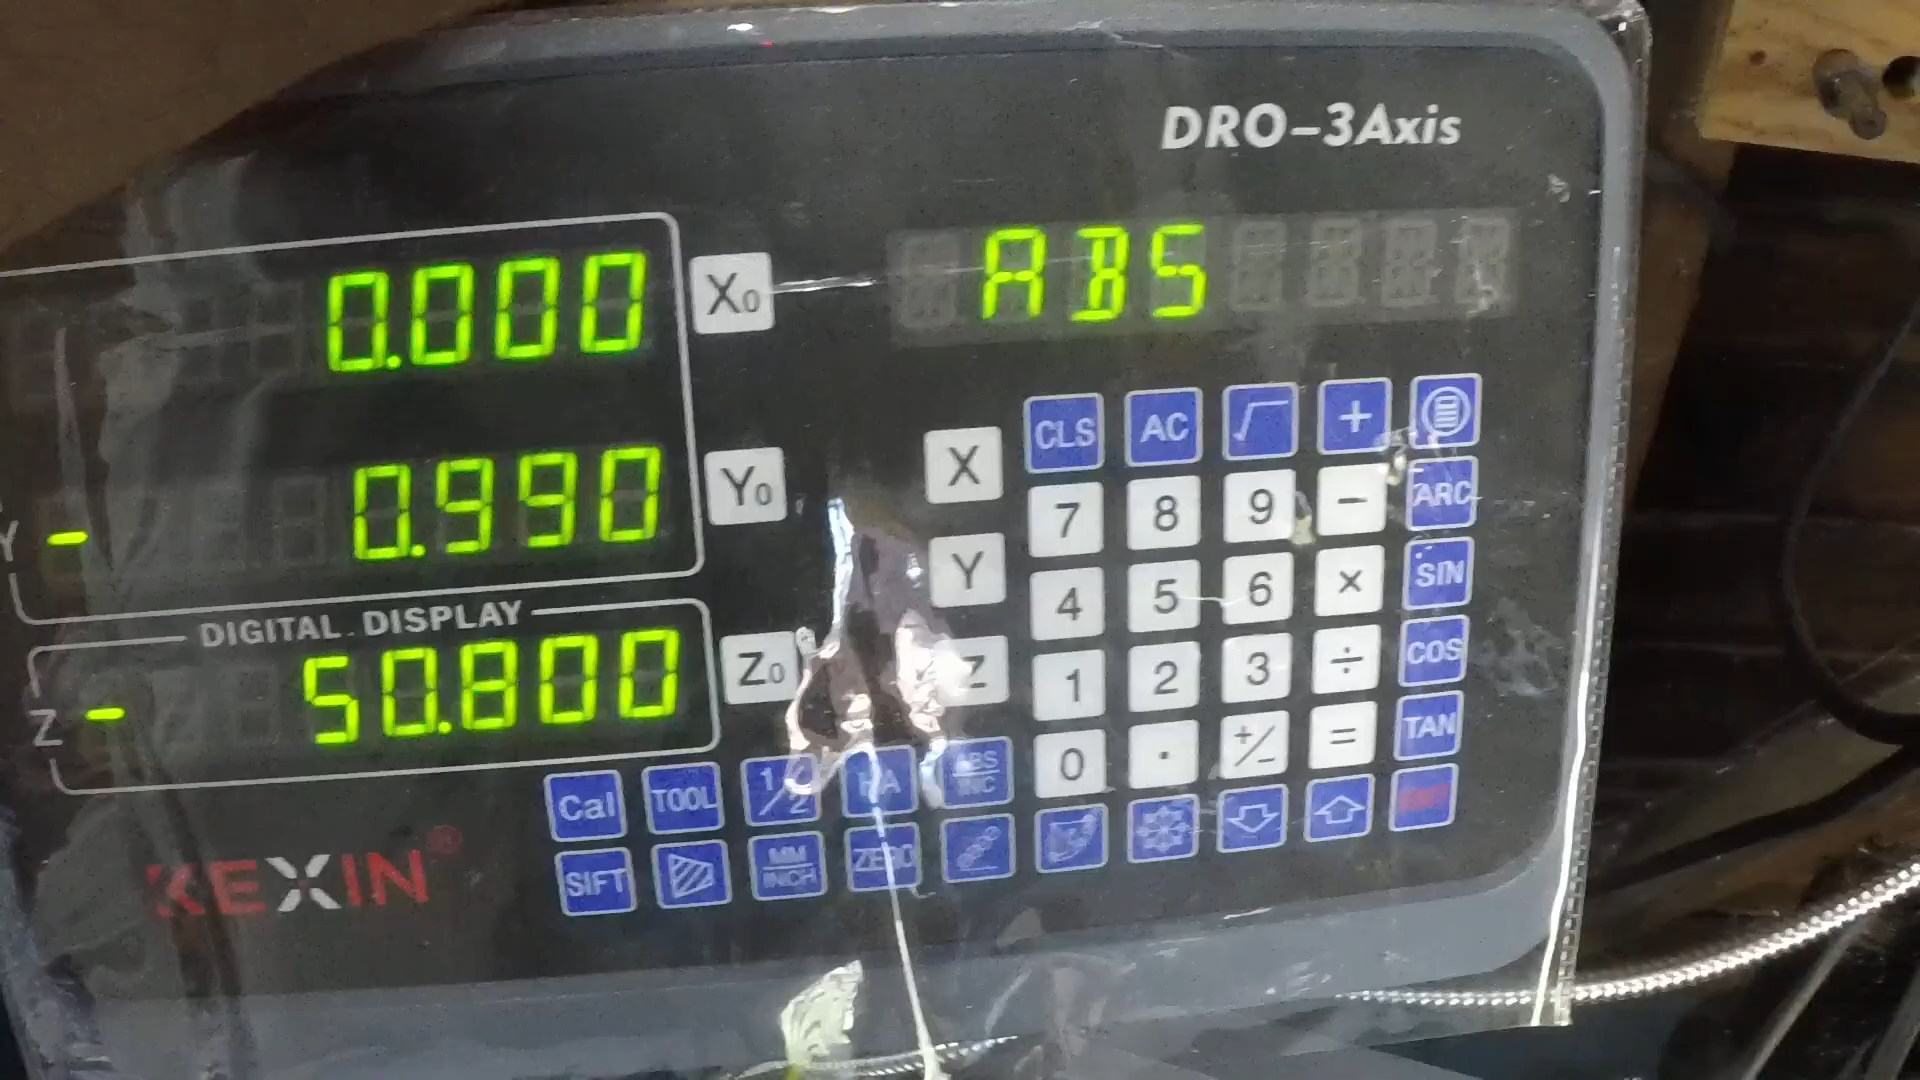 DRO-3Axis
0.000 X0 ABS
Y - 0.990 Y0
DIGITAL DISPLAY
Z - 50.800 Z0
CLS AC √ +
X 7 8 9 - ARC
Y 4 5 6 × SIN
Z 1 2 3 ÷ COS
0 . +/- = TAN
Cal TOOL 1/2 HA ABS/INC
SIFT MM/INCH ZERO
KEXIN®